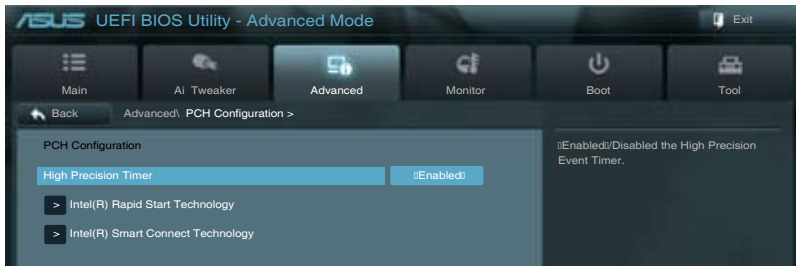 ASUS UEFI BIOS Utility - Advanced Mode
Exit
Main
Ai Tweaker
Advanced
Monitor
Boot
Tool
Back
Advanced\ PCH Configuration >
PCH Configuration
High Precision Timer
▯Enabled▯
> Intel(R) Rapid Start Technology
> Intel(R) Smart Connect Technology
▯Enabled▯/Disabled the High Precision
Event Timer.